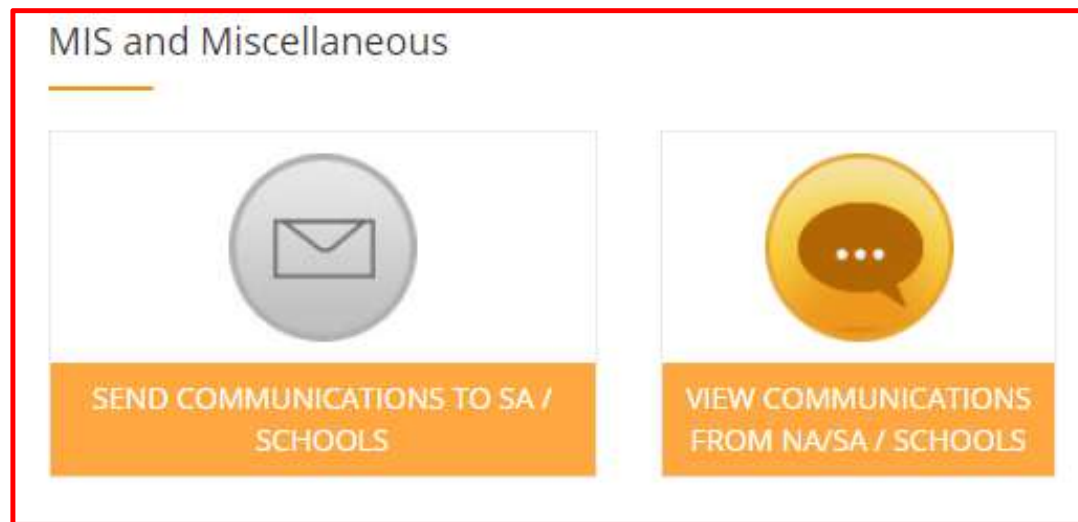 MIS and Miscellaneous
SEND COMMUNICATIONS TO SA /
SCHOOLS
VIEW COMMUNICATIONS
FROM NA/SA / SCHOOLS